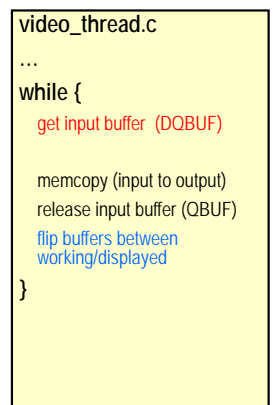 video_thread.c
...
while {
get input buffer (DQBUF)
memcopy (input to output)
release input buffer (QBUF)
flip buffers between
working/displayed
}